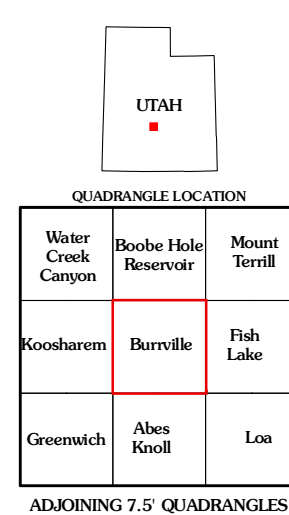 UTAH
QUADRANGLE LOCATION
Water
Creek
Canyon
Boobe Hole
Reservoir
Mount
Terrill
Koosharem
Burrville
Fish
Lake
Greenwich
Abes
Knoll
Loa
ADJOINING 7.5' QUADRANGLES